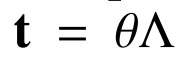 𝐭 = θ̄Λ